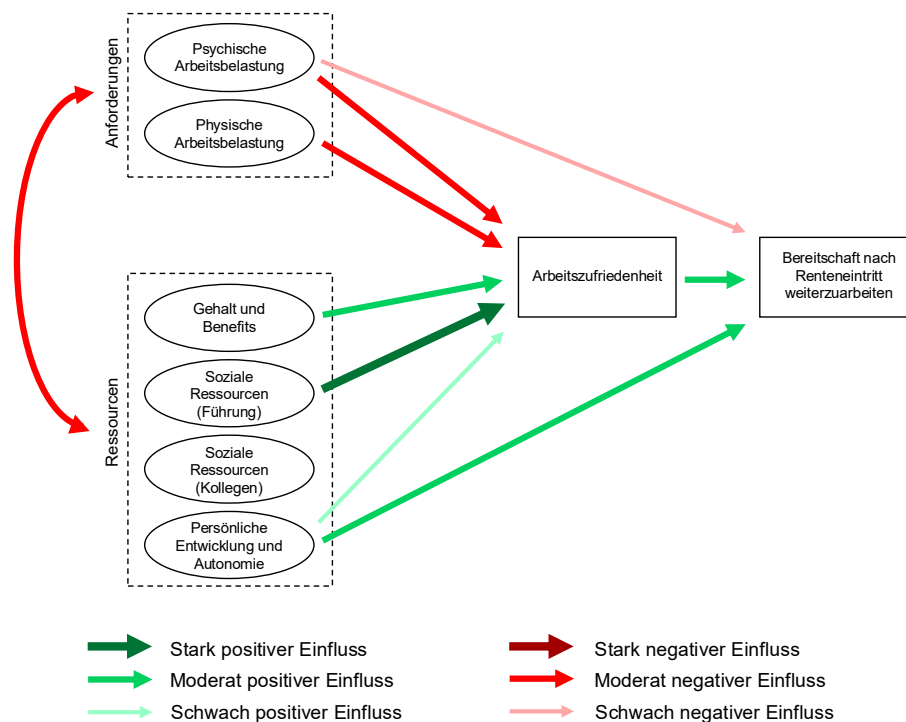 Anforderungen
Psychische
Arbeitsbelastung
Physische
Arbeitsbelastung
Ressourcen
Gehalt und
Benefits
Soziale
Ressourcen
(Führung)
Soziale
Ressourcen
(Kollegen)
Persönliche
Entwicklung und
Autonomie
Arbeitszufriedenheit
Bereitschaft nach
Renteneintritt
weiterzuarbeiten
Stark positiver Einfluss
Moderat positiver Einfluss
Schwach positiver Einfluss
Stark negativer Einfluss
Moderat negativer Einfluss
Schwach negativer Einfluss